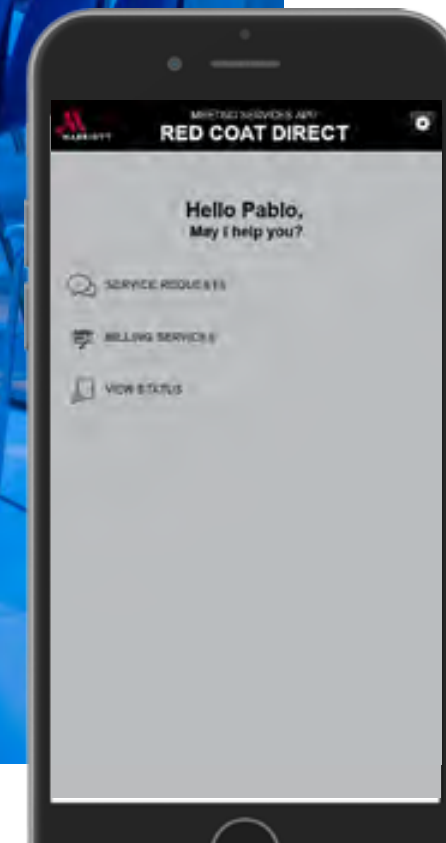 MARRIOTT
MEETING SERVICES APP
RED COAT DIRECT
Hello Pablo,
May I help you?
SERVICE REQUESTS
BILLING SERVICES
VIEW STATUS